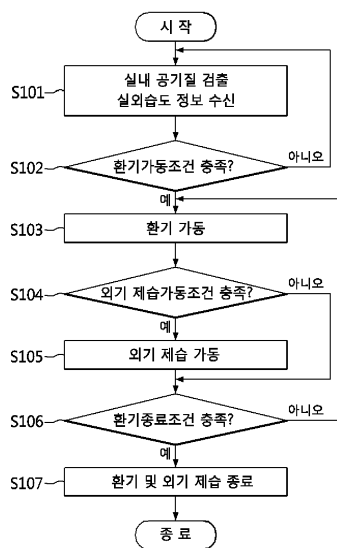 시 작
S101
실내 공기질 검출
실외습도 정보 수신
S102
환기가동조건 충족?
아니오
예
S103
환기 가동
S104
외기 제습가동조건 충족?
아니오
예
S105
외기 제습 가동
S106
환기종료조건 충족?
아니오
예
S107
환기 및 외기 제습 종료
종 료